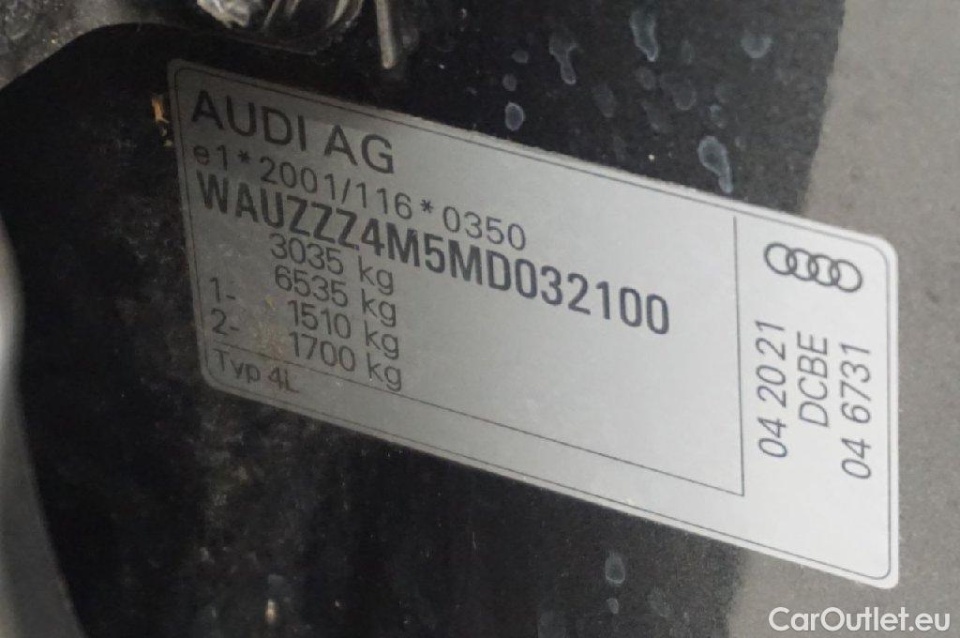 AUDI AG
e1*2001/116*0350
WAUZZZ4M5MD032100
3035 kg
6535 kg
1- 1510 kg
2- 1700 kg
Typ 4L
04 2021
DCBE
04 6731
CarOutlet.eu